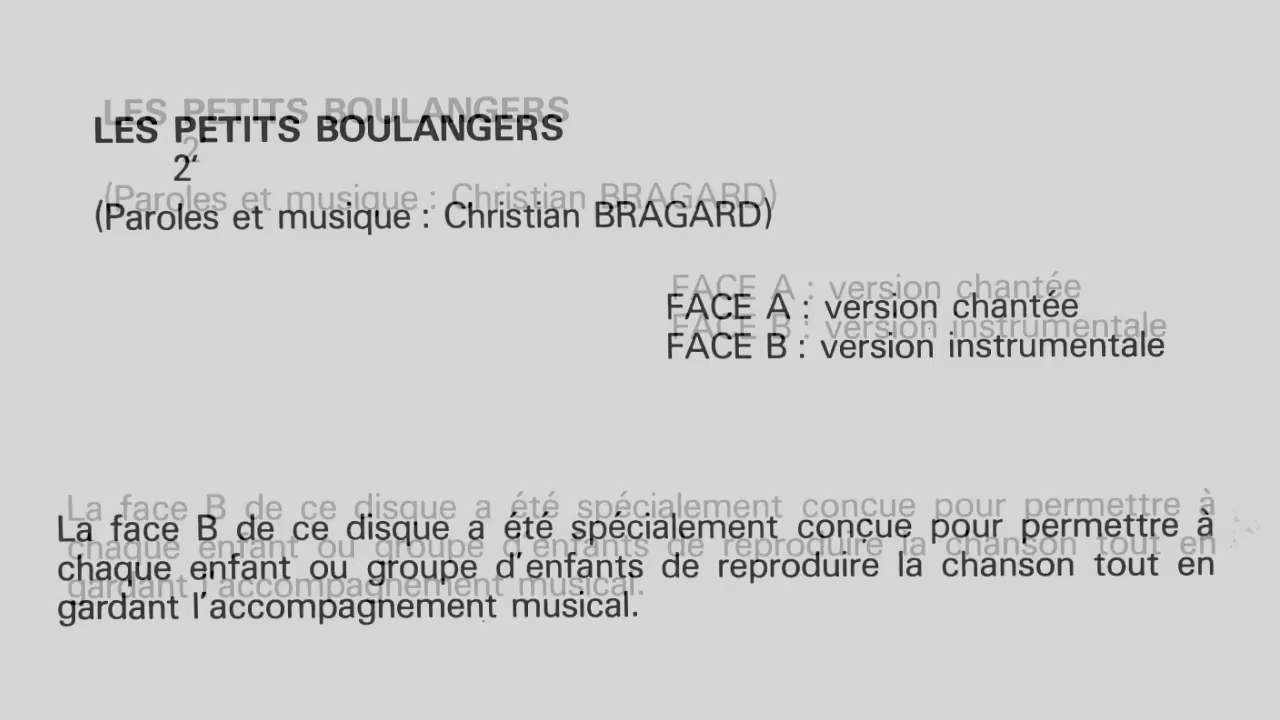 LES PETITS BOULANGERS
2‘
(Paroles et musique : Christian BRAGARD)
FACE A : version chantée
FACE B : version instrumentale
La face B de ce disque a été spécialement conçue pour permettre à
chaque enfant ou groupe d’enfants de reproduire la chanson tout en
gardant l’accompagnement musical.